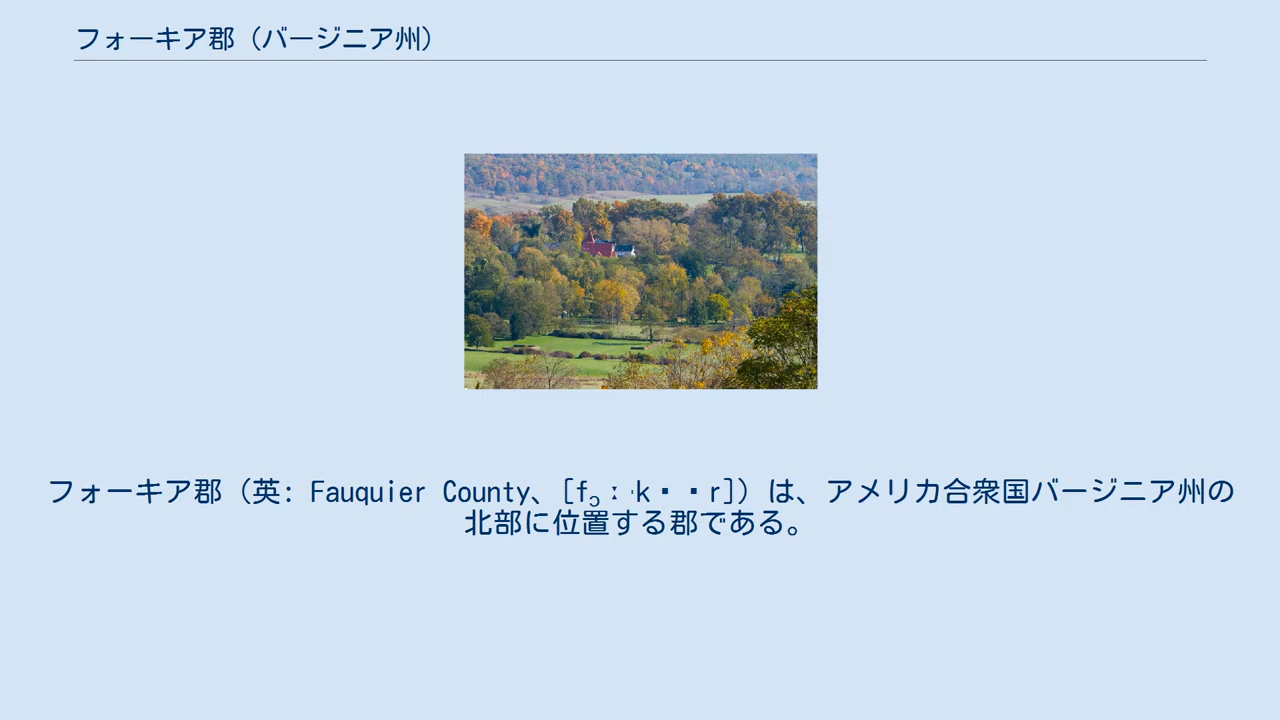 フォーキア郡（バージニア州）
フォーキア郡（英: Fauquier County、[fɔːˈk··r]）は、アメリカ合衆国バージニア州の
北部に位置する郡である。